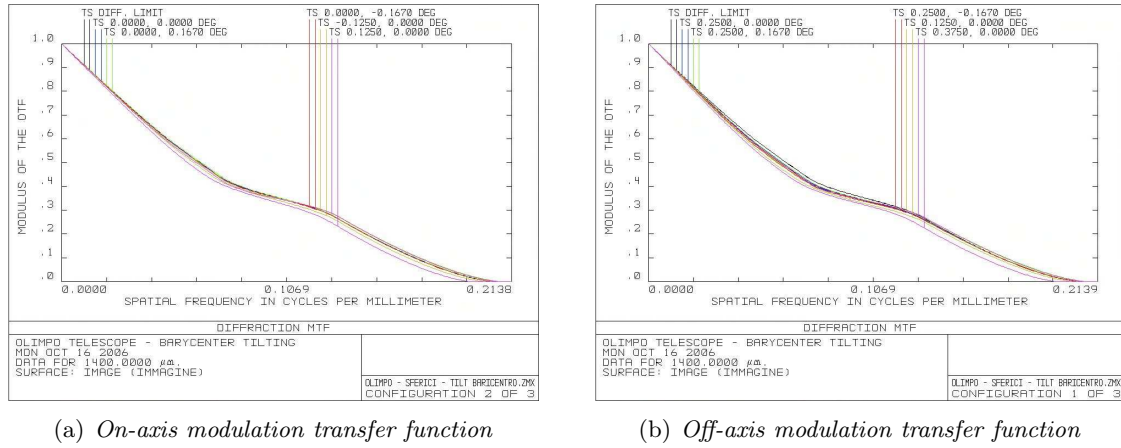 TS DIFF. LIMIT
TS 0.0000, 0.0000 DEG
TS 0.0000, 0.1670 DEG
TS 0.0000, -0.1670 DEG
TS -0.1250, 0.0000 DEG
TS 0.1250, 0.0000 DEG
1.0
.9
.8
.7
.6
.5
.4
.3
.2
.1
.0
MODULUS OF THE OTF
0.0000
0.1069
0.2138
SPATIAL FREQUENCY IN CYCLES PER MILLIMETER
DIFFRACTION MTF
OLIMPO TELESCOPE - BARYCENTER TILTING
MON OCT 16 2006
DATA FOR 1400.0000 µm.
SURFACE: IMAGE (IMMAGINE)
OLIMPO - SFERICI - TILT BARICENTRO.ZMX
CONFIGURATION 2 OF 3
(a) On-axis modulation transfer function
TS DIFF. LIMIT
TS 0.2500, 0.0000 DEG
TS 0.2500, 0.1670 DEG
TS 0.2500, -0.1670 DEG
TS 0.1250, 0.0000 DEG
TS 0.3750, 0.0000 DEG
1.0
.9
.8
.7
.6
.5
.4
.3
.2
.1
.0
MODULUS OF THE OTF
0.0000
0.1069
0.2139
SPATIAL FREQUENCY IN CYCLES PER MILLIMETER
DIFFRACTION MTF
OLIMPO TELESCOPE - BARYCENTER TILTING
MON OCT 16 2006
DATA FOR 1400.0000 µm.
SURFACE: IMAGE (IMMAGINE)
OLIMPO - SFERICI - TILT BARICENTRO.ZMX
CONFIGURATION 1 OF 3
(b) Off-axis modulation transfer function